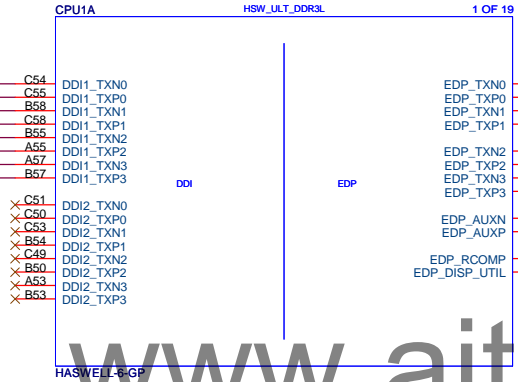 CPU1A HSW_ULT_DDR3L 1 OF 19
C54 DDI1_TXN0 EDP_TXN0
C55 DDI1_TXP0 EDP_TXP0
B58 DDI1_TXN1 EDP_TXN1
C58 DDI1_TXP1 EDP_TXP1
B55 DDI1_TXN2
A55 DDI1_TXP2 EDP_TXN2
A57 DDI1_TXN3 EDP_TXP2
B57 DDI1_TXP3 EDP_TXN3
DDI EDP
EDP_TXP3
C51 DDI2_TXN0
C50 DDI2_TXP0 EDP_AUXN
C53 DDI2_TXN1 EDP_AUXP
B54 DDI2_TXP1
C49 DDI2_TXN2 EDP_RCOMP
B50 DDI2_TXP2 EDP_DISP_UTIL
A53 DDI2_TXN3
B53 DDI2_TXP3
HASWELL-6-GP
www.ait